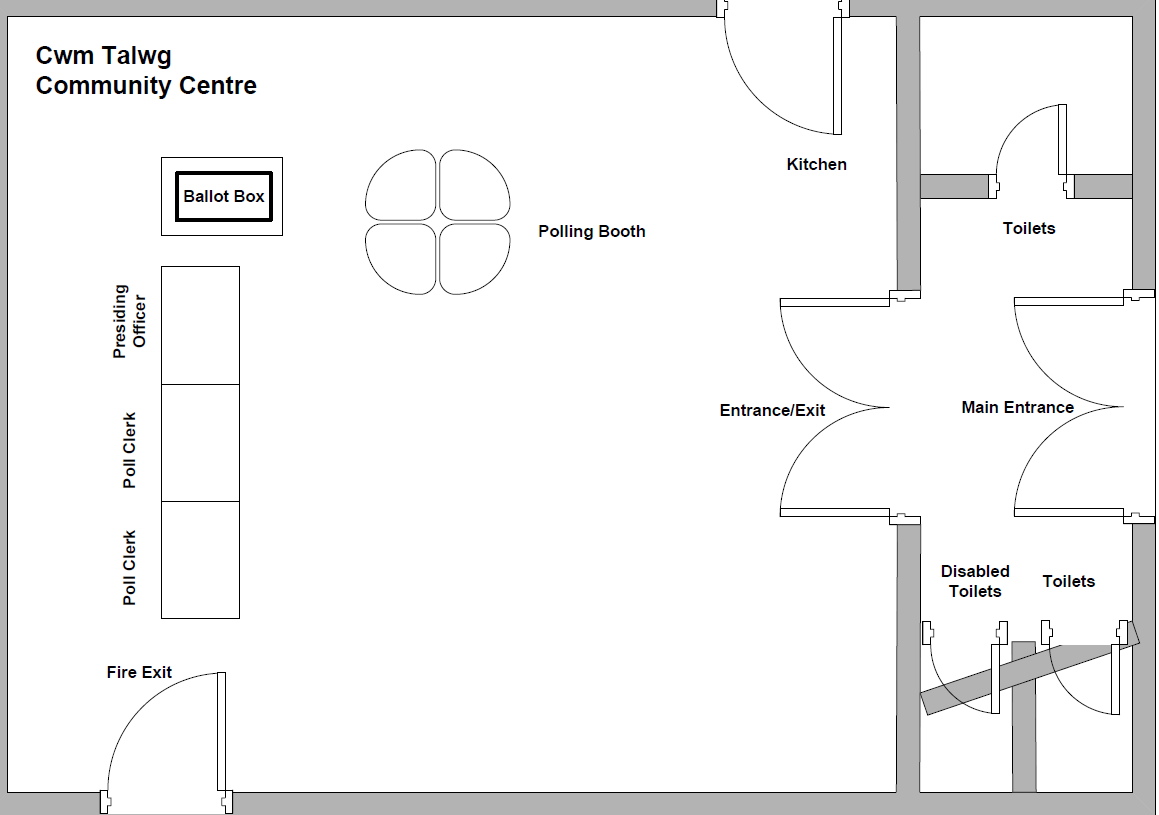 Cwm Talwg
Community Centre
Ballot Box
Kitchen
Polling Booth
Toilets
Presiding
Officer
Entrance/Exit
Main Entrance
Poll Clerk
Poll Clerk
Disabled
Toilets
Toilets
Fire Exit